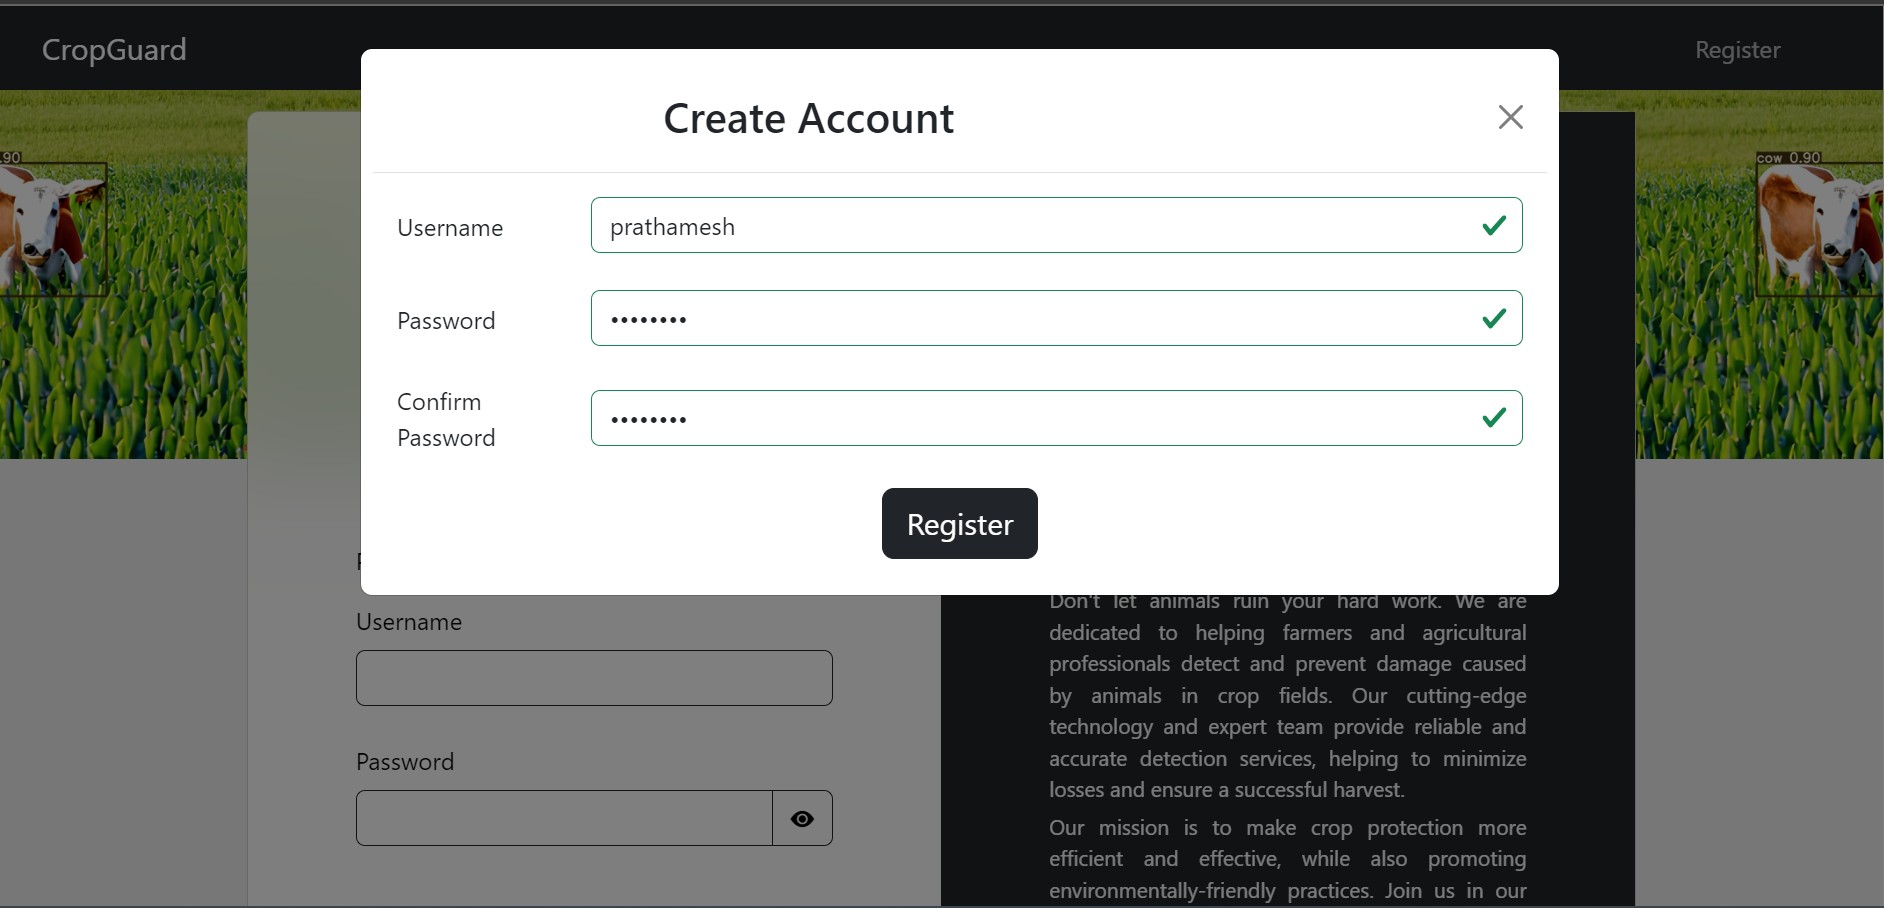 CropGuard
Register
Create Account
Username
prathamesh
Password
••••••••
Confirm
Password
••••••••
Register
.90
cow 0.90
Username
Password
Don't let animals ruin your hard work. We are
dedicated to helping farmers and agricultural
professionals detect and prevent damage caused
by animals in crop fields. Our cutting-edge
technology and expert team provide reliable and
accurate detection services, helping to minimize
losses and ensure a successful harvest.
Our mission is to make crop protection more
efficient and effective, while also promoting
environmentally-friendly practices. Join us in our